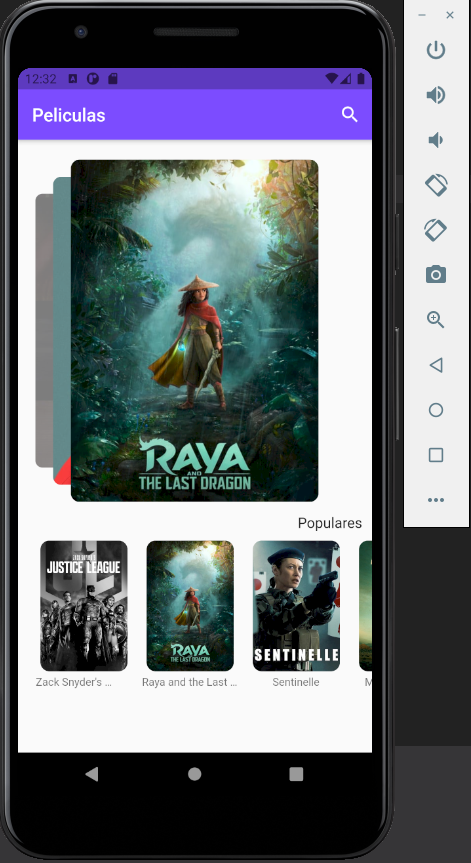 12:32
Peliculas
RAYA
AND
THE LAST DRAGON
Populares
ZACK SNYDER'S
JUSTICE LEAGUE
RAYA
THE LAST DRAGON
SENTINELLE
Zack Snyder's ...
Raya and the Last ...
Sentinelle
M